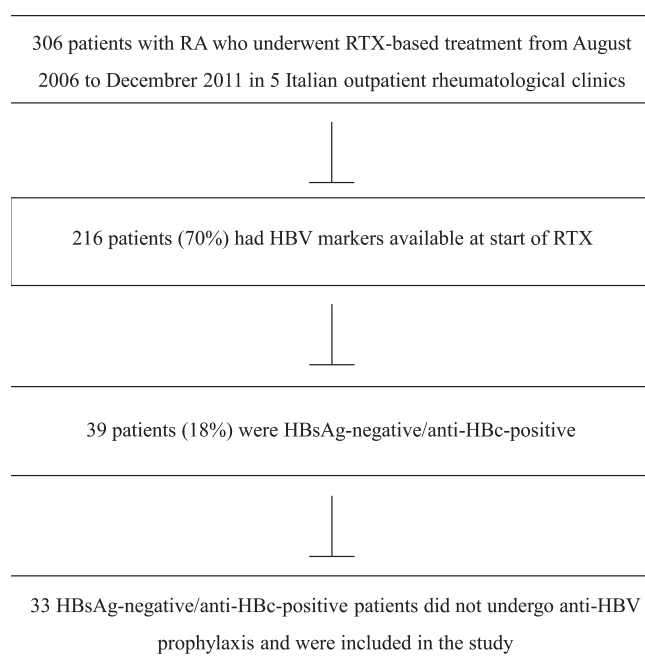 306 patients with RA who underwent RTX-based treatment from August
2006 to Decembrer 2011 in 5 Italian outpatient rheumatological clinics
216 patients (70%) had HBV markers available at start of RTX
39 patients (18%) were HBsAg-negative/anti-HBc-positive
33 HBsAg-negative/anti-HBc-positive patients did not undergo anti-HBV
prophylaxis and were included in the study